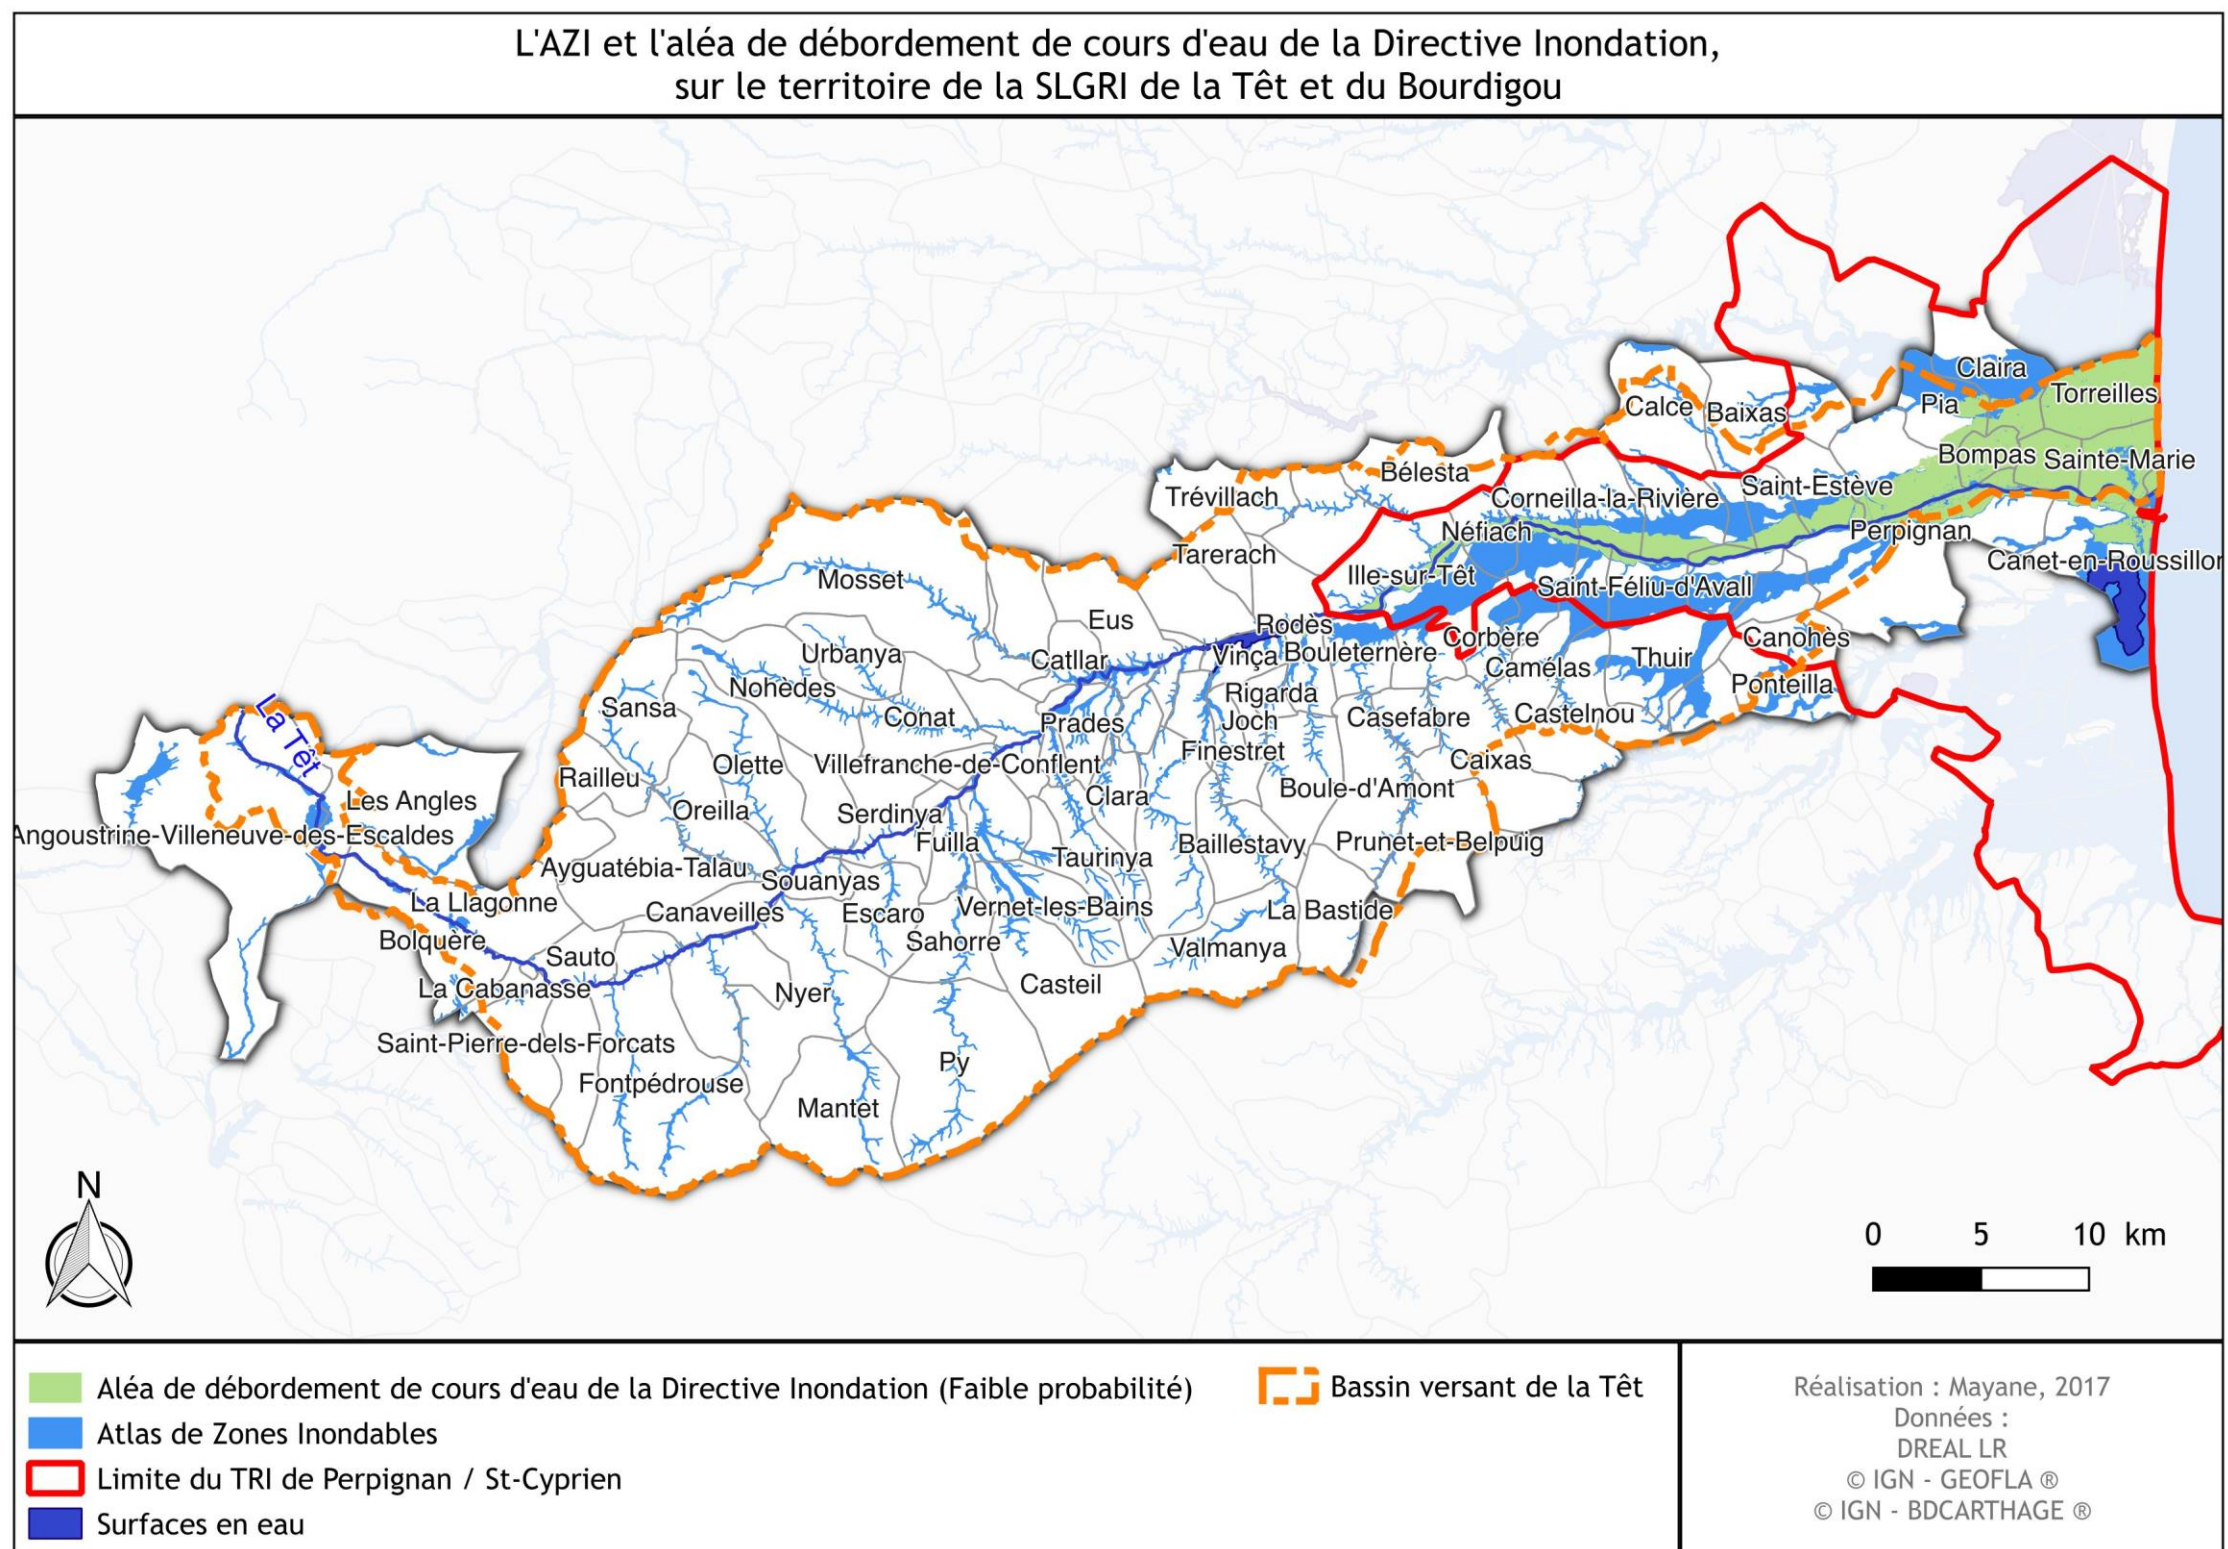 L'AZI et l'aléa de débordement de cours d'eau de la Directive Inondation,
sur le territoire de la SLGRI de la Têt et du Bourdigou
Claira
Torreilles
Pia
Calce
Baixas
Bompas
Sainte-Marie
Bélesta
Saint-Estève
Trévillach
Corneilla-la-Rivière
Néfiach
Perpignan
Tarerach
Canet-en-Roussillon
Mosset
Ille-sur-Têt
Saint-Féliu-d'Avall
Eus
Rodès
Corbère
Canohès
Urbanya
Catllar
Vinça
Bouleternère
Camélas
Thuir
Nohèdes
Rigarda
Ponteilla
Sansa
Conat
Prades
Joch
Casefabre
Castelnou
La Têt
Finestret
Railleu
Olette
Villefranche-de-Conflent
Caixas
Les Angles
Oreilla
Clara
Boule-d'Amont
Serdinya
Angoustrine-Villeneuve-des-Escaldes
Fuilla
Baillestavy
Prunet-et-Belpuig
Ayguatébia-Talau
Taurinya
Souanyas
La Llagonne
Canaveilles
Escaro
Vernet-les-Bains
La Bastide
Bolquère
Sahorre
Valmanya
Sauto
La Cabanasse
Nyer
Casteil
Saint-Pierre-dels-Forcats
Py
Fontpédrouse
Mantet
N
0 5 10 km
Aléa de débordement de cours d'eau de la Directive Inondation (Faible probabilité)
Atlas de Zones Inondables
Limite du TRI de Perpignan / St-Cyprien
Surfaces en eau
Bassin versant de la Têt
Réalisation : Mayane, 2017
Données :
DREAL LR
© IGN - GEOFLA ®
© IGN - BDCARTHAGE ®